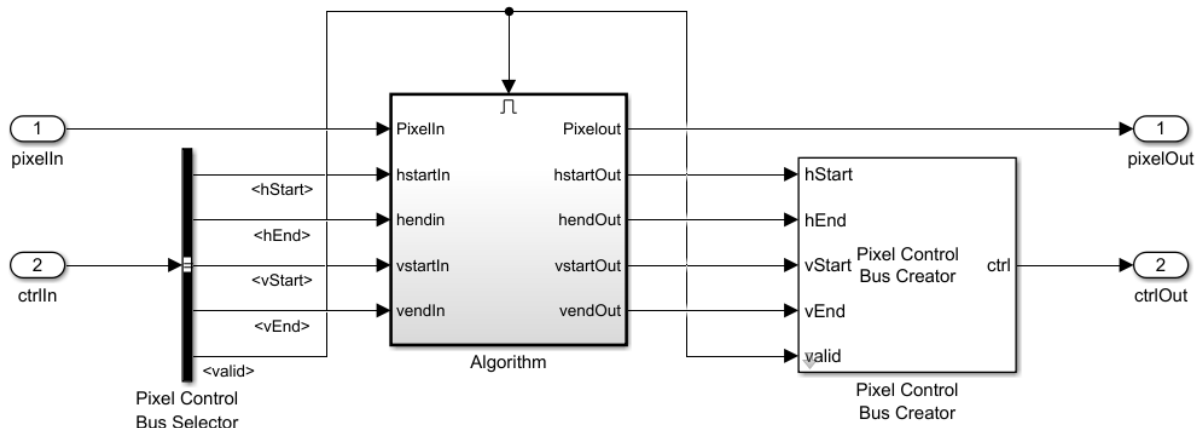 1
pixelIn
2
ctrlIn
<hStart>
<hEnd>
<vStart>
<vEnd>
<valid>
Pixel Control
Bus Selector
PixelIn
hstartIn
hendin
vstartIn
vendIn
Pixelout
hstartOut
hendOut
vstartOut
vendOut
Algorithm
hStart
hEnd
vStart
vEnd
valid
Pixel Control
Bus Creator
ctrl
Pixel Control
Bus Creator
1
pixelOut
2
ctrlOut